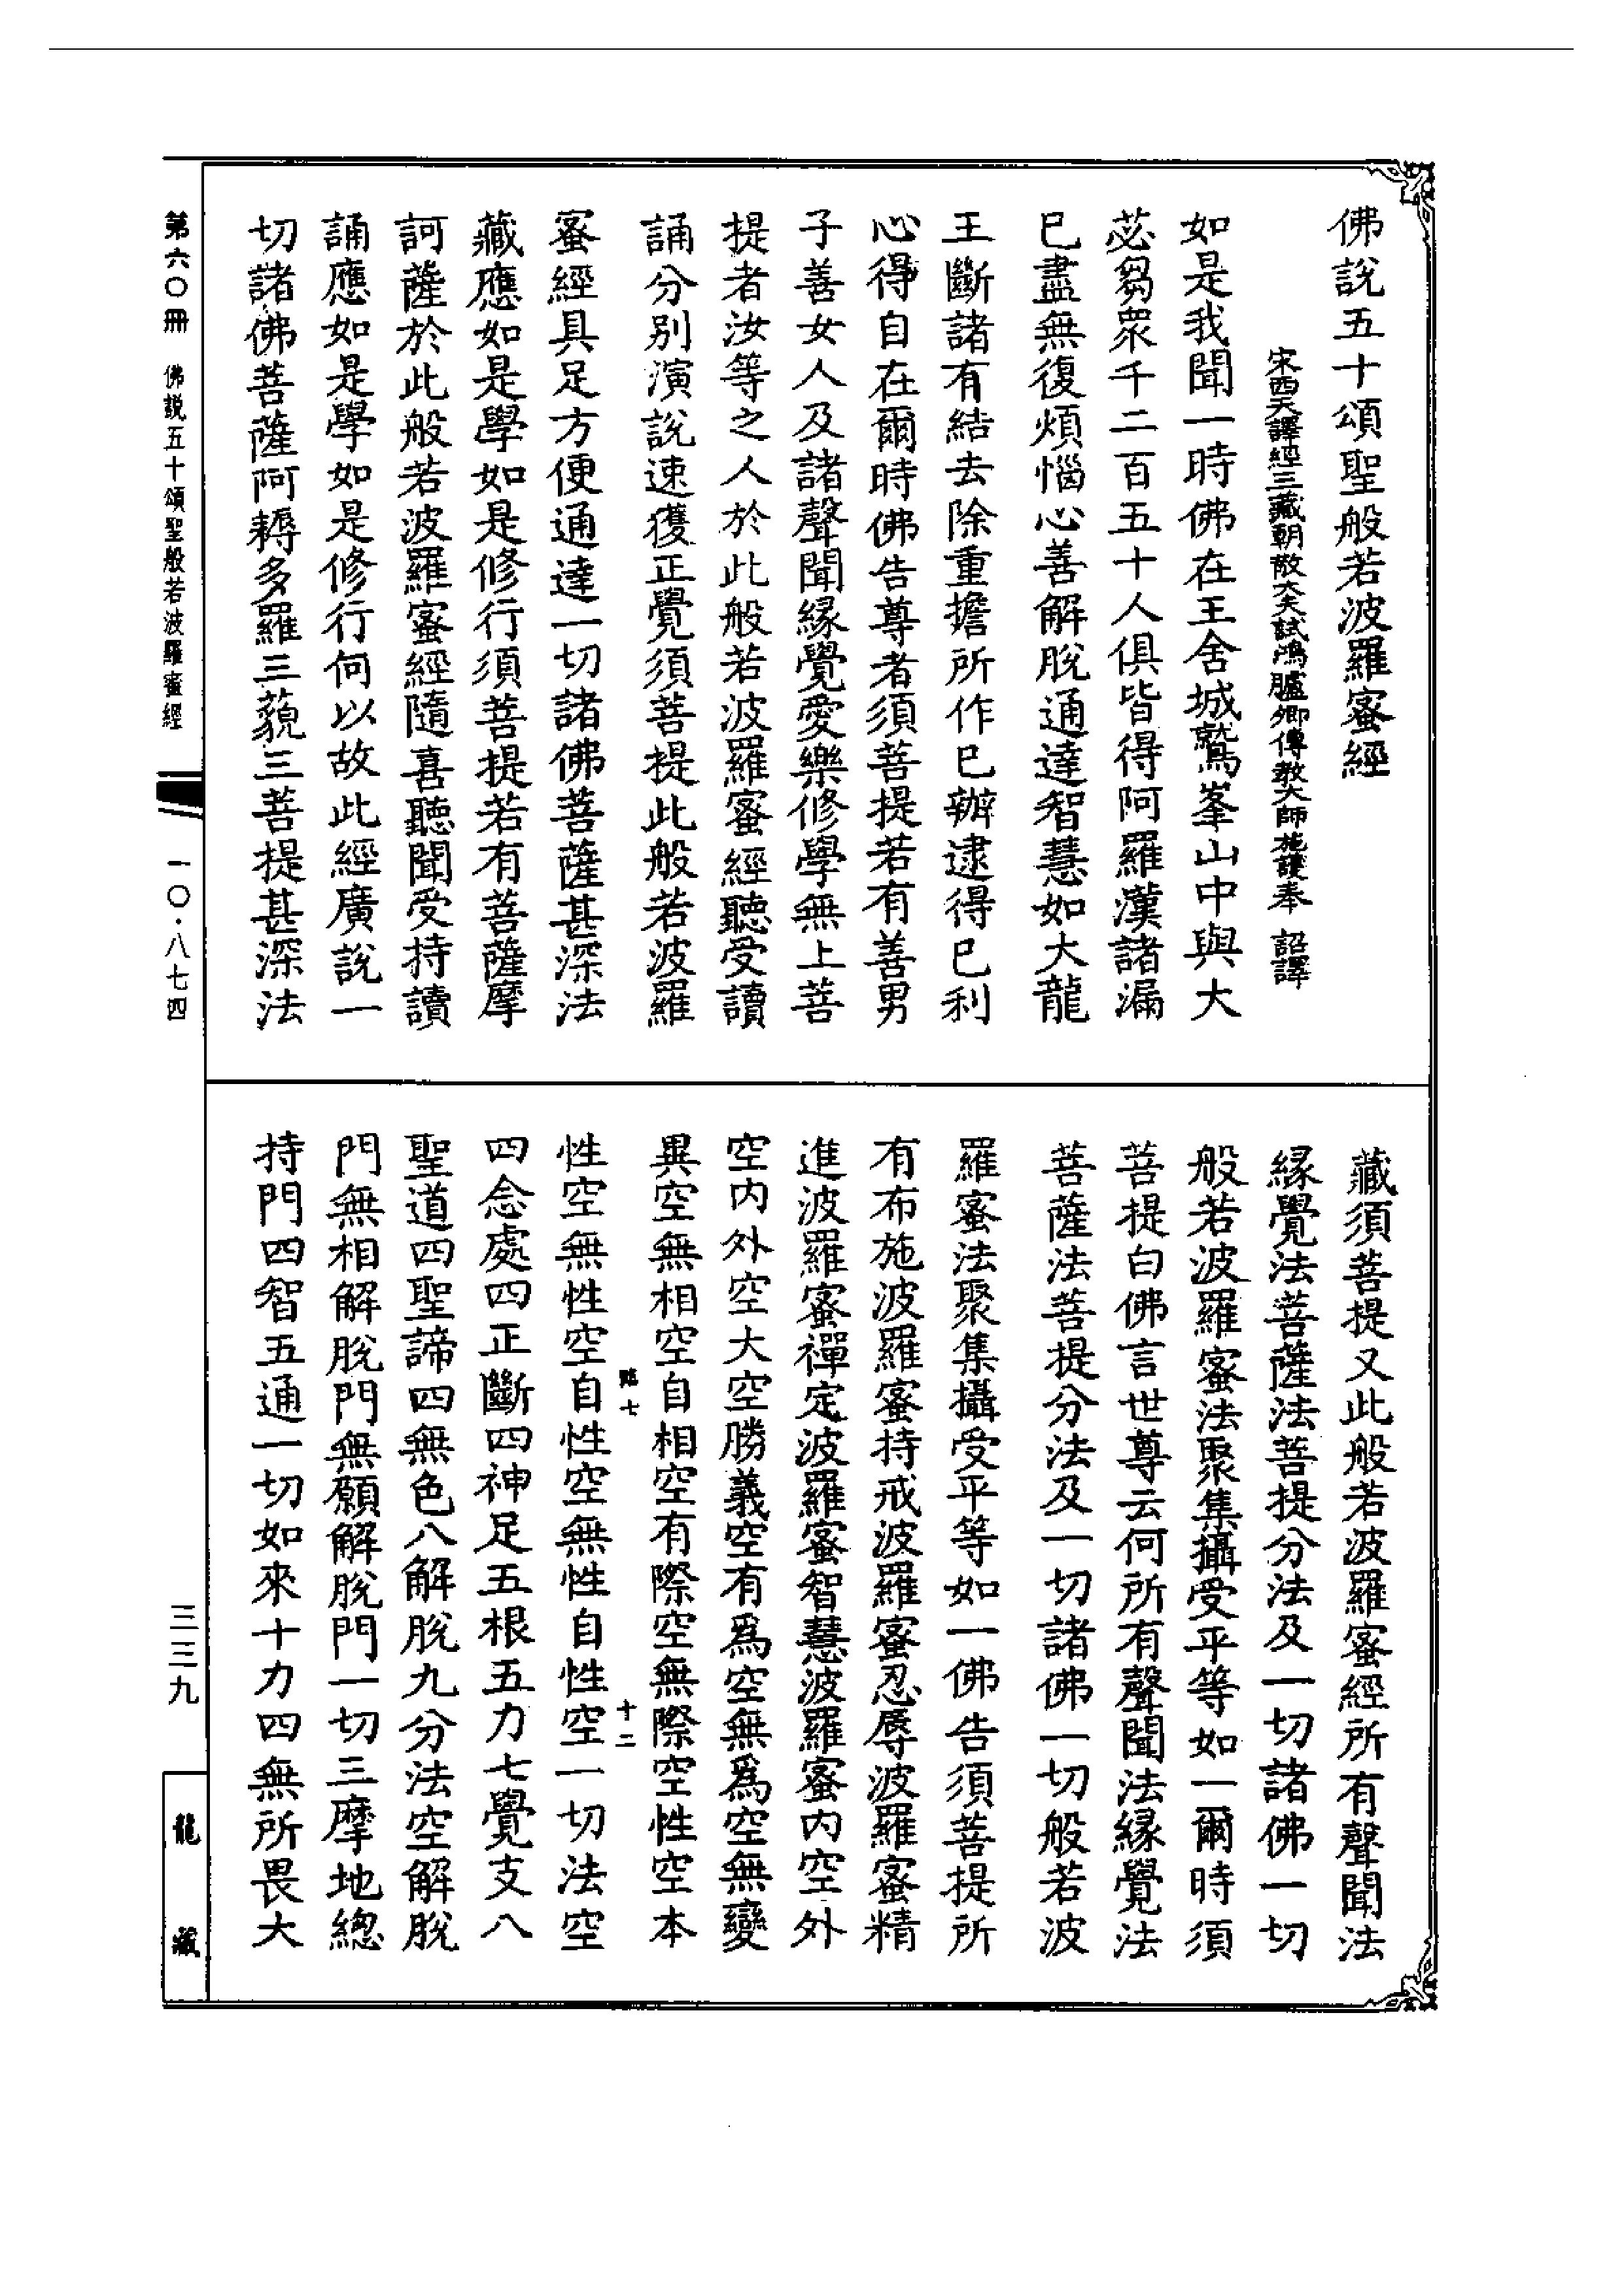 佛說五十頌聖般若波羅蜜經
宋西天譯經三藏朝散大夫試鴻臚卿傳教大師施護奉 詔譯
如是我聞一時佛在王舍城鷲峯山中與大
苾芻眾千二百五十人俱皆得阿羅漢諸漏
已盡無復煩惱心善解脫通達智慧如大龍
王斷諸有結去除重擔所作已辦逮得已利
心得自在爾時佛告尊者須菩提若有善男
子善女人及諸聲聞緣覺愛樂修學無上菩
提者汝等之人於此般若波羅蜜經聽受讀
誦分別演說速獲正覺須菩提此般若波羅
蜜經具足方便通達一切諸佛菩薩甚深法
藏應如是學如是修行須菩提若有菩薩摩
訶薩於此般若波羅蜜經隨喜聽聞受持讀
誦應如是學如是修行何以故此經廣說一
切諸佛菩薩阿耨多羅三藐三菩提甚深法
藏須菩提又此般若波羅蜜經所有聲聞法
緣覺法菩薩法菩提分法及一切諸佛一切
般若波羅蜜法聚集攝受平等如一爾時須
菩提白佛言世尊云何所有聲聞法緣覺法
菩薩法菩提分法及一切諸佛一切般若波
羅蜜法聚集攝受平等如一佛告須菩提所
有布施波羅蜜持戒波羅蜜忍辱波羅蜜精
進波羅蜜禪定波羅蜜智慧波羅蜜內空外
空內外空大空勝義空有為空無為空無變
異空無相空自相空有際空無際空性空本
七
十二
性空無性空自性空無性自性空一切法空
四念處四正斷四神足五根五力七覺支八
聖道四聖諦四無色八解脫九分法空解脫
門無相解脫門無願解脫門一切三摩地總
持門四智五通一切如來十力四無所畏大
第六〇冊 佛說五十頌聖般若波羅蜜經
一〇·八七四
三三九
龍藏